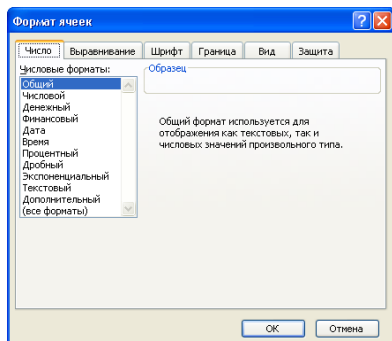 Формат ячеек
Число Выравнивание Шрифт Граница Вид Защита
Числовые форматы:
Образец
Общий
Числовой
Денежный
Финансовый
Дата
Время
Процентный
Дробный
Экспоненциальный
Текстовый
Дополнительный
(все форматы)
Общий формат используется для
отображения как текстовых, так и
числовых значений произвольного типа.
ОК Отмена